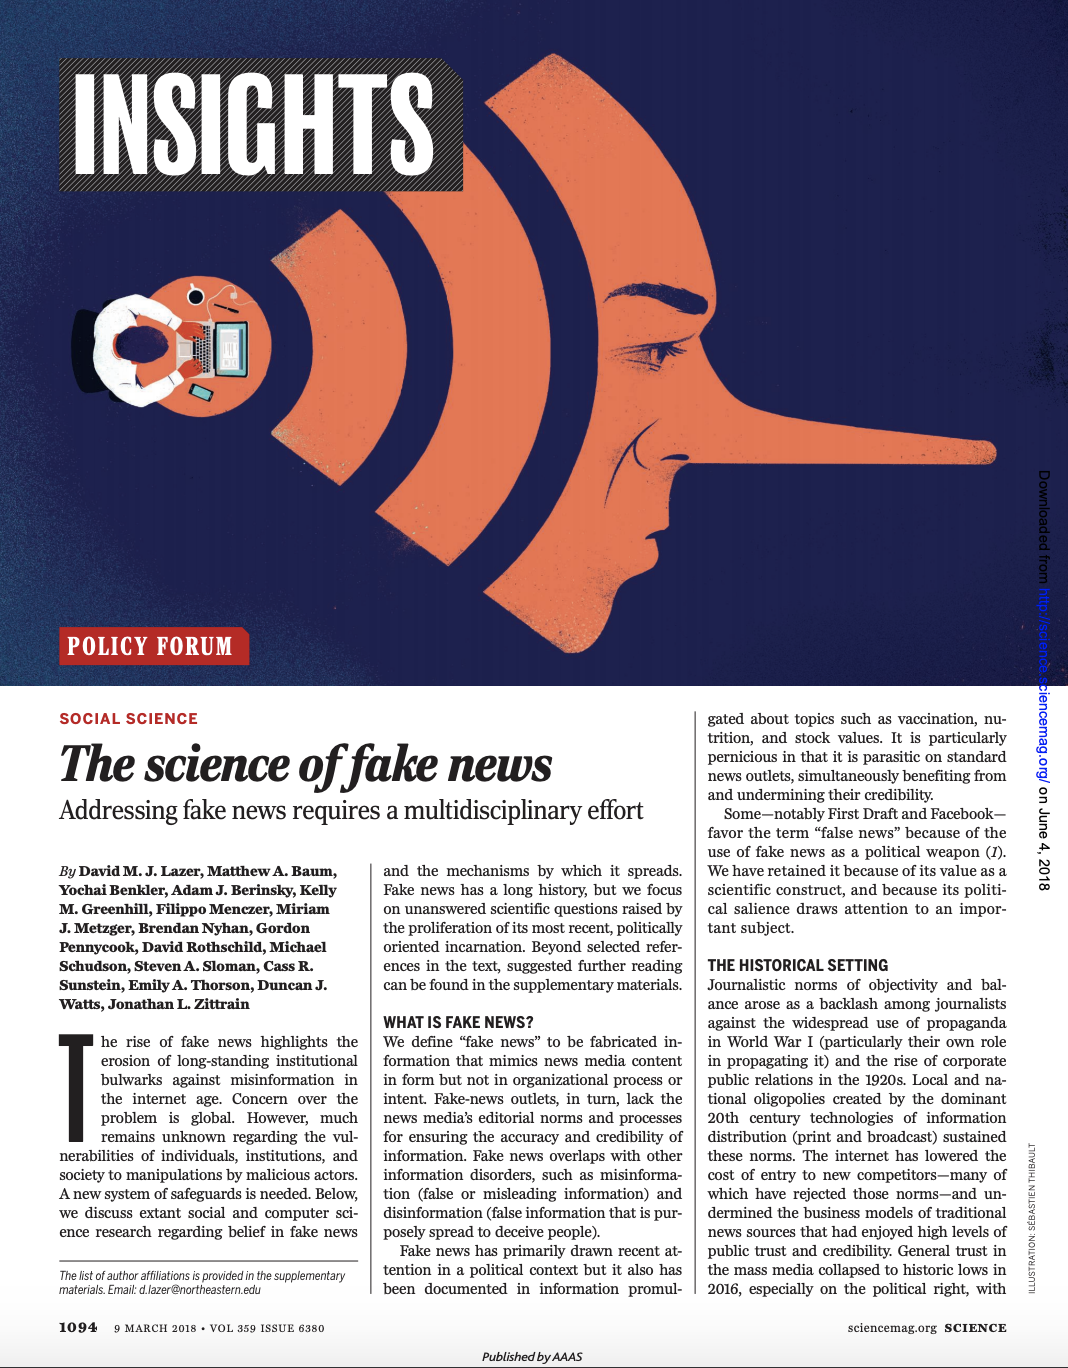 INSIGHTS
POLICY FORUM
SOCIAL SCIENCE
The science of fake news
Addressing fake news requires a multidisciplinary effort
By David M. J. Lazer, Matthew A. Baum,
Yochai Benkler, Adam J. Berinsky, Kelly
M. Greenhill, Filippo Menczer, Miriam
J. Metzger, Brendan Nyhan, Gordon
Pennycook, David Rothschild, Michael
Schudson, Steven A. Sloman, Cass R.
Sunstein, Emily A. Thorson, Duncan J.
Watts, Jonathan L. Zittrain
The rise of fake news highlights the
erosion of long-standing institutional
bulwarks against misinformation in
the internet age. Concern over the
problem is global. However, much
remains unknown regarding the vul-
nerabilities of individuals, institutions, and
society to manipulations by malicious actors.
A new system of safeguards is needed. Below,
we discuss extant social and computer sci-
ence research regarding belief in fake news
The list of author affiliations is provided in the supplementary
materials. Email: d.lazer@northeastern.edu
and the mechanisms by which it spreads.
Fake news has a long history, but we focus
on unanswered scientific questions raised by
the proliferation of its most recent, politically
oriented incarnation. Beyond selected refer-
ences in the text, suggested further reading
can be found in the supplementary materials.
WHAT IS FAKE NEWS?
We define “fake news” to be fabricated in-
formation that mimics news media content
in form but not in organizational process or
intent. Fake-news outlets, in turn, lack the
news media’s editorial norms and processes
for ensuring the accuracy and credibility of
information. Fake news overlaps with other
information disorders, such as misinforma-
tion (false or misleading information) and
disinformation (false information that is pur-
posely spread to deceive people).
Fake news has primarily drawn recent at-
tention in a political context but it also has
been documented in information promul-
gated about topics such as vaccination, nu-
trition, and stock values. It is particularly
pernicious in that it is parasitic on standard
news outlets, simultaneously benefiting from
and undermining their credibility.
Some—notably First Draft and Facebook—
favor the term “false news” because of the
use of fake news as a political weapon (1).
We have retained it because of its value as a
scientific construct, and because its politi-
cal salience draws attention to an impor-
tant subject.
THE HISTORICAL SETTING
Journalistic norms of objectivity and bal-
ance arose as a backlash among journalists
against the widespread use of propaganda
in World War I (particularly their own role
in propagating it) and the rise of corporate
public relations in the 1920s. Local and na-
tional oligopolies created by the dominant
20th century technologies of information
distribution (print and broadcast) sustained
these norms. The internet has lowered the
cost of entry to new competitors—many of
which have rejected those norms—and un-
dermined the business models of traditional
news sources that had enjoyed high levels of
public trust and credibility. General trust in
the mass media collapsed to historic lows in
2016, especially on the political right, with
Downloaded from http://science.sciencemag.org/ on June 4, 2018
ILLUSTRATION: SÉBASTIEN THIBAULT
1094 9 MARCH 2018 • VOL 359 ISSUE 6380
sciencemag.org SCIENCE
Published by AAAS